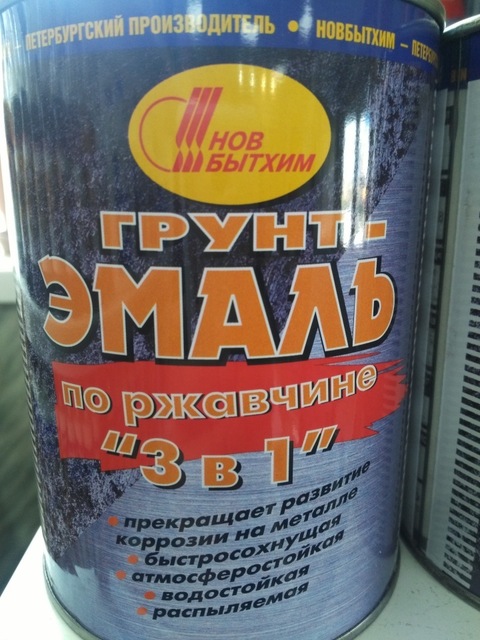 ПЕТЕРБУРГСКИЙ ПРОИЗВОДИТЕЛЬ • НОВБЫТХИМ –
НОВ
БЫТХИМ
ГРУНТ-
ЭМАЛЬ
по ржавчине
"3 в 1"
• прекращает развитие
коррозии на металле
• быстросохнущая
• атмосферостойкая
• водостойкая
• распыляемая